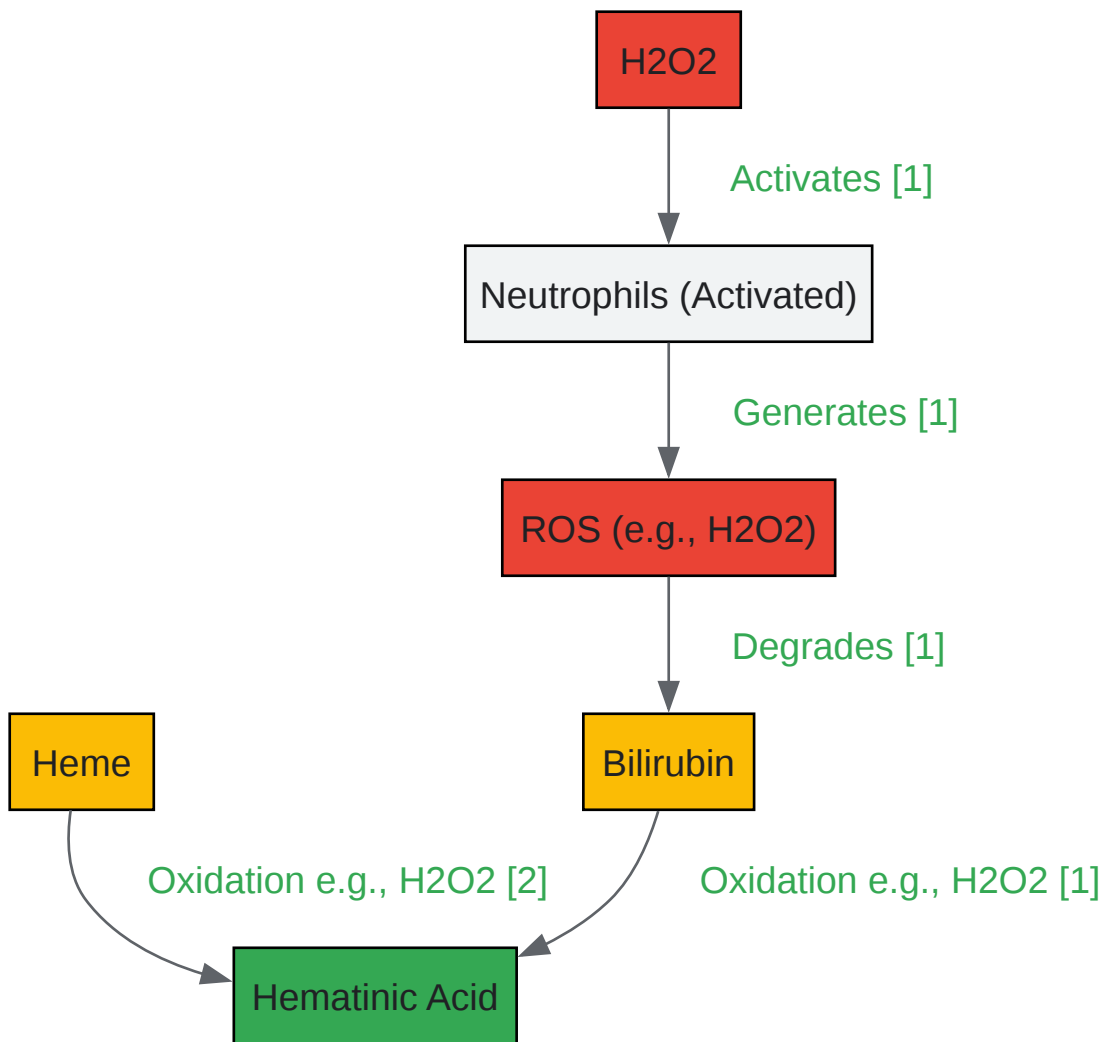 H2O2
Activates [1]
Neutrophils (Activated)
Generates [1]
ROS (e.g., H2O2)
Degrades [1]
Heme
Bilirubin
Oxidation e.g., H2O2 [2]
Oxidation e.g., H2O2 [1]
Hematinic Acid